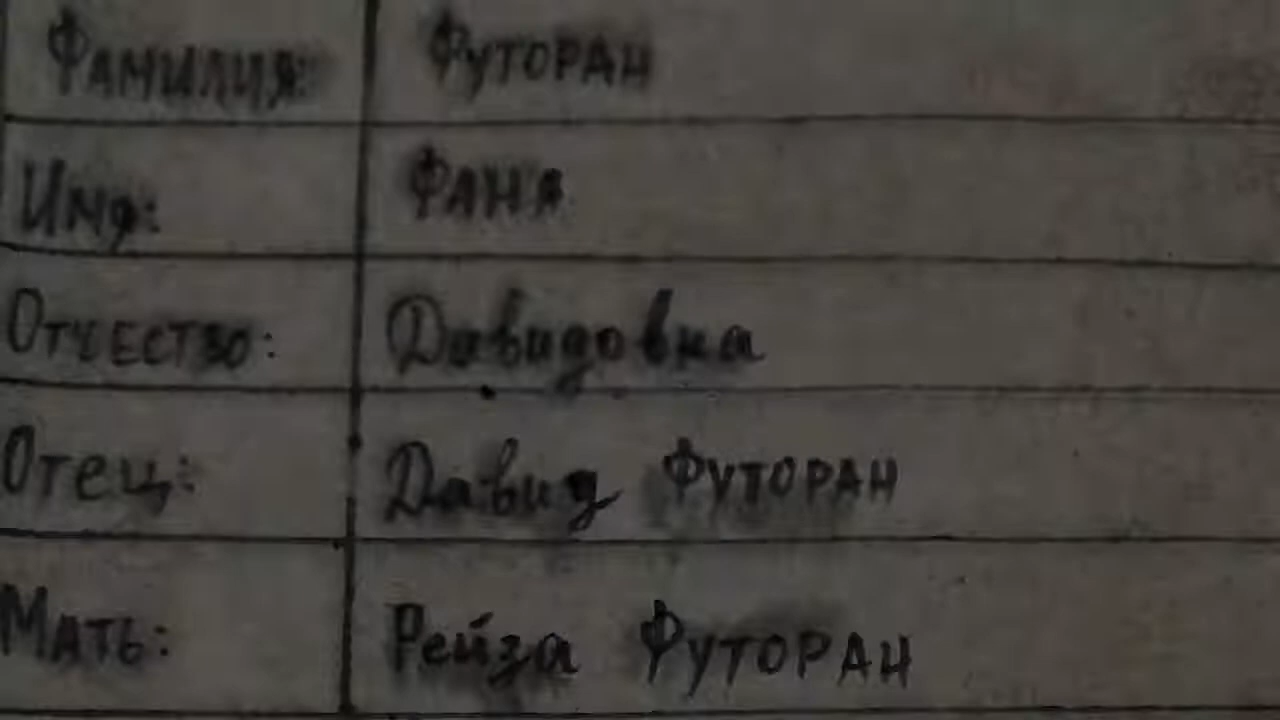 Фамилия: Футоран
Имя: Фаня
Отчество: Давидовна
Отец: Давид Футоран
Мать: Рейза Футоран